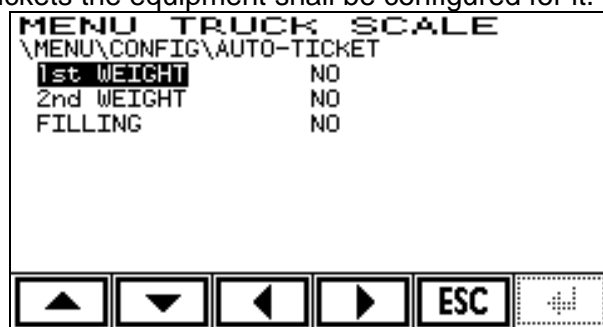 ickets the equipment shall be configured for it.
MENU TRUCK SCALE
\MENU\CONFIG\AUTO-TICKET
1st WEIGHT NO
2nd WEIGHT NO
FILLING NO
ESC